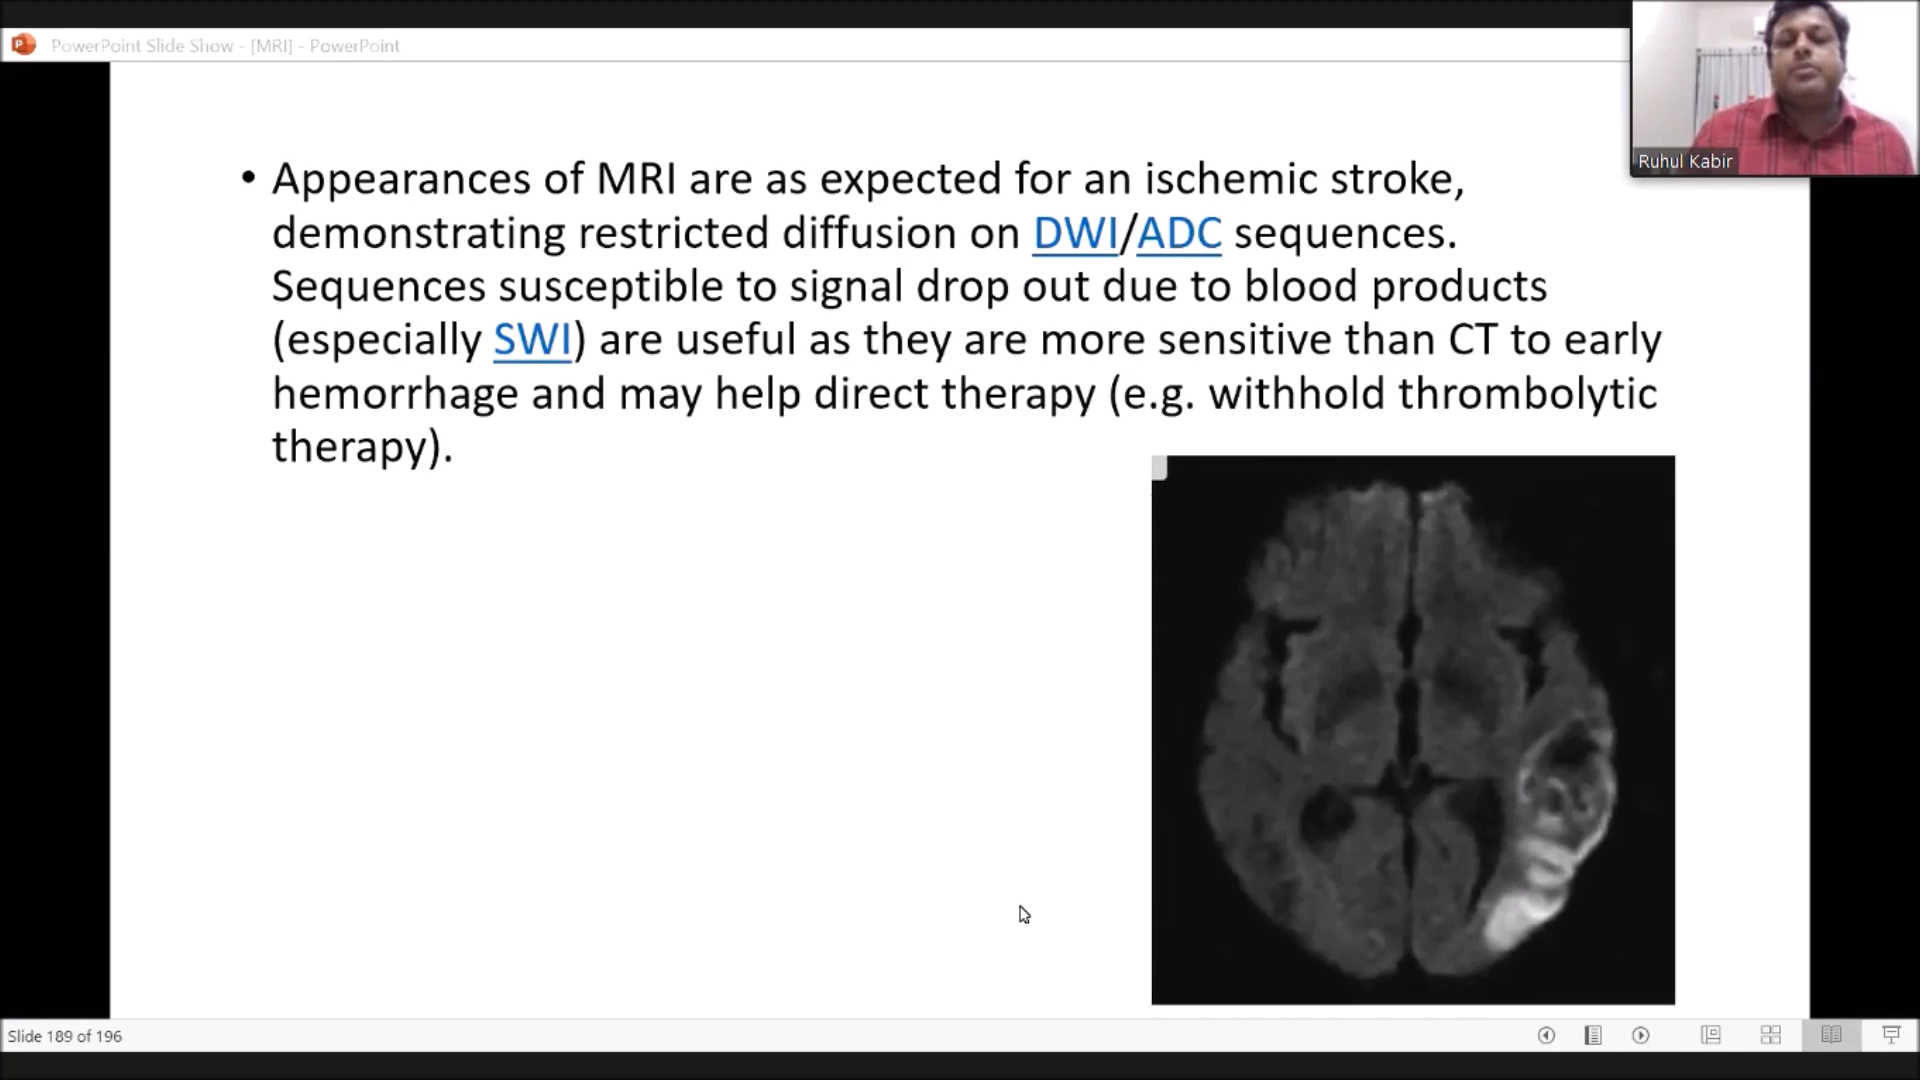 PowerPoint Slide Show - [MRI] - PowerPoint
Ruhul Kabir
• Appearances of MRI are as expected for an ischemic stroke,
demonstrating restricted diffusion on DWI/ADC sequences.
Sequences susceptible to signal drop out due to blood products
(especially SWI) are useful as they are more sensitive than CT to early
hemorrhage and may help direct therapy (e.g. withhold thrombolytic
therapy).
Slide 189 of 196